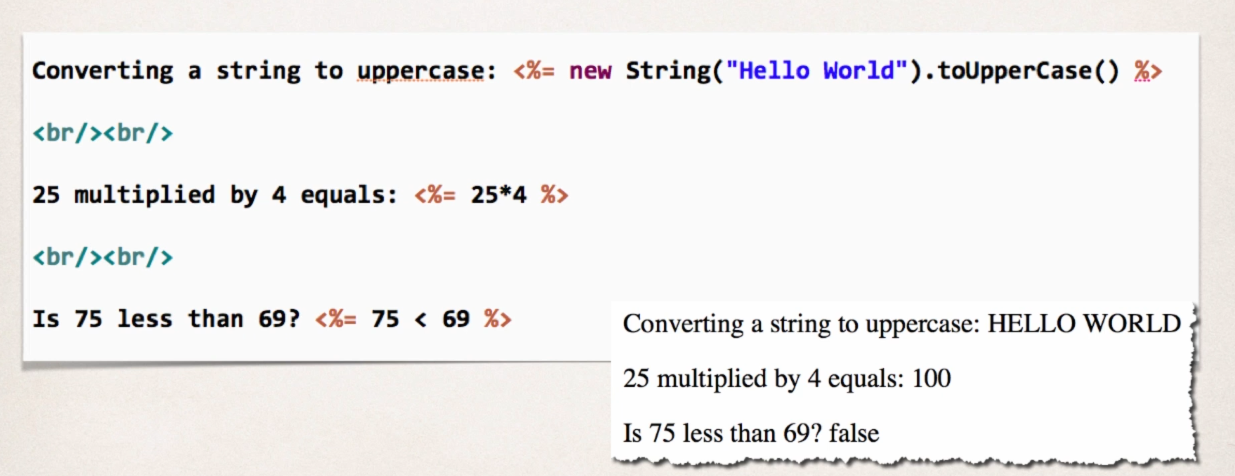 Converting a string to uppercase: <%= new String("Hello World").toUpperCase() %>
<br/><br/>
25 multiplied by 4 equals: <%= 25*4 %>
<br/><br/>
Is 75 less than 69? <%= 75 < 69 %>
Converting a string to uppercase: HELLO WORLD
25 multiplied by 4 equals: 100
Is 75 less than 69? false